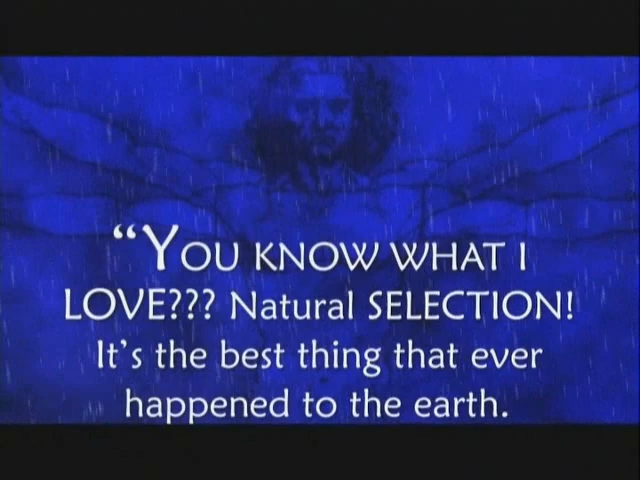 “YOU KNOW WHAT I
LOVE??? Natural SELECTION!
It's the best thing that ever
happened to the earth.